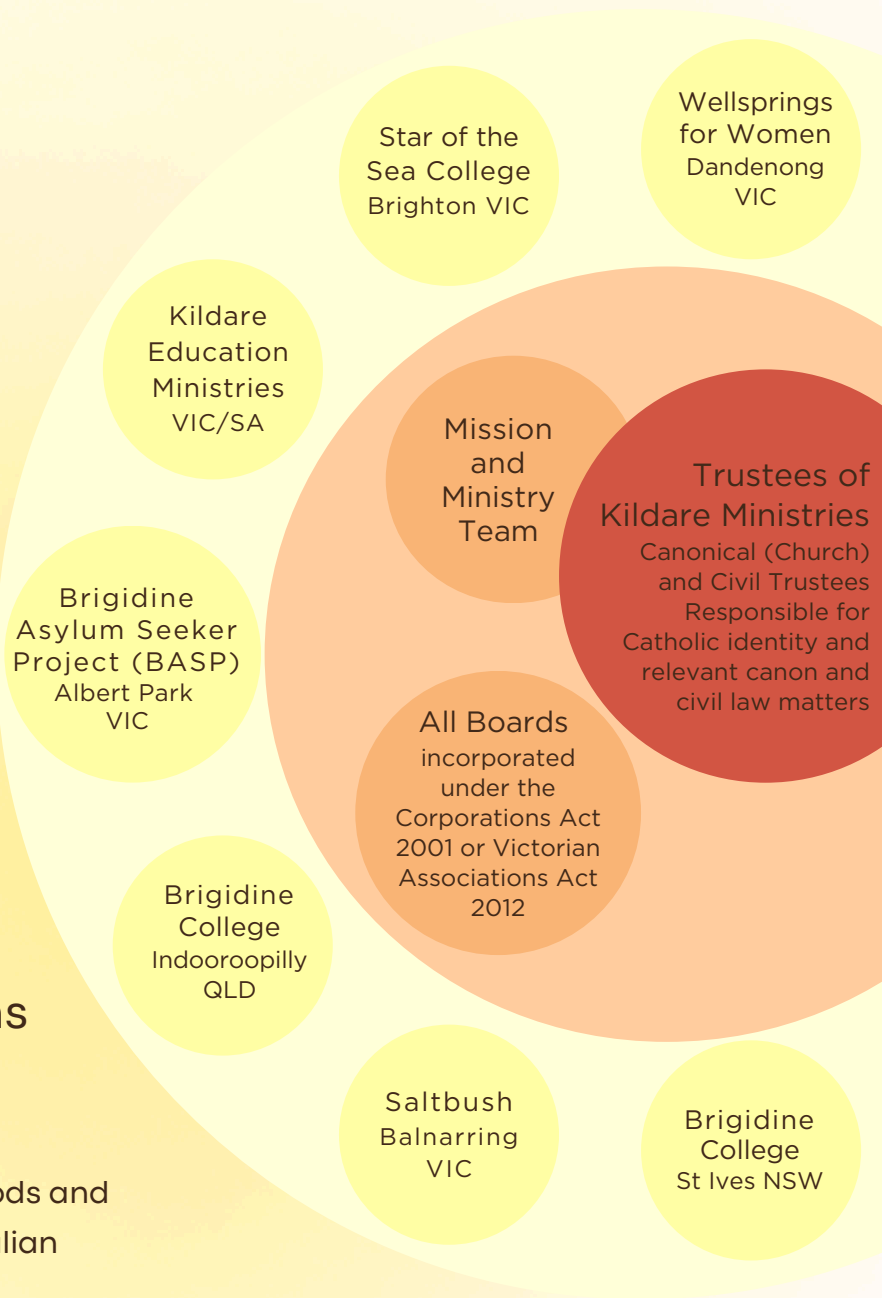 Wellsprings
for Women
Dandenong
VIC
Star of the
Sea College
Brighton VIC
Kildare
Education
Ministries
VIC/SA
Mission
and
Ministry
Team
Trustees of
Kildare Ministries
Canonical (Church)
and Civil Trustees
Responsible for
Catholic identity and
relevant canon and
civil law matters
Brigidine
Asylum Seeker
Project (BASP)
Albert Park
VIC
All Boards
incorporated
under the
Corporations Act
2001 or Victorian
Associations Act
2012
Brigidine
College
Indooroopilly
QLD
Saltbush
Balnarring
VIC
Brigidine
College
St Ives NSW
and